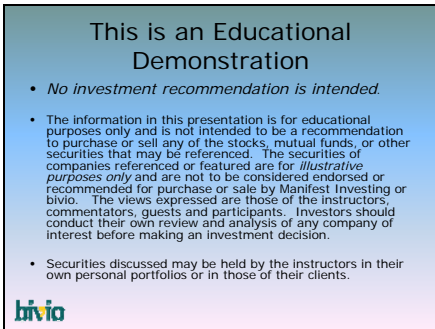 This is an Educational
Demonstration
• No investment recommendation is intended.
• The information in this presentation is for educational
purposes only and is not intended to be a recommendation
to purchase or sell any of the stocks, mutual funds, or other
securities that may be referenced. The securities of
companies referenced or featured are for illustrative
purposes only and are not to be considered endorsed or
recommended for purchase or sale by Manifest Investing or
bivio. The views expressed are those of the instructors,
commentators, guests and participants. Investors should
conduct their own review and analysis of any company of
interest before making an investment decision.
• Securities discussed may be held by the instructors in their
own personal portfolios or in those of their clients.
bivio